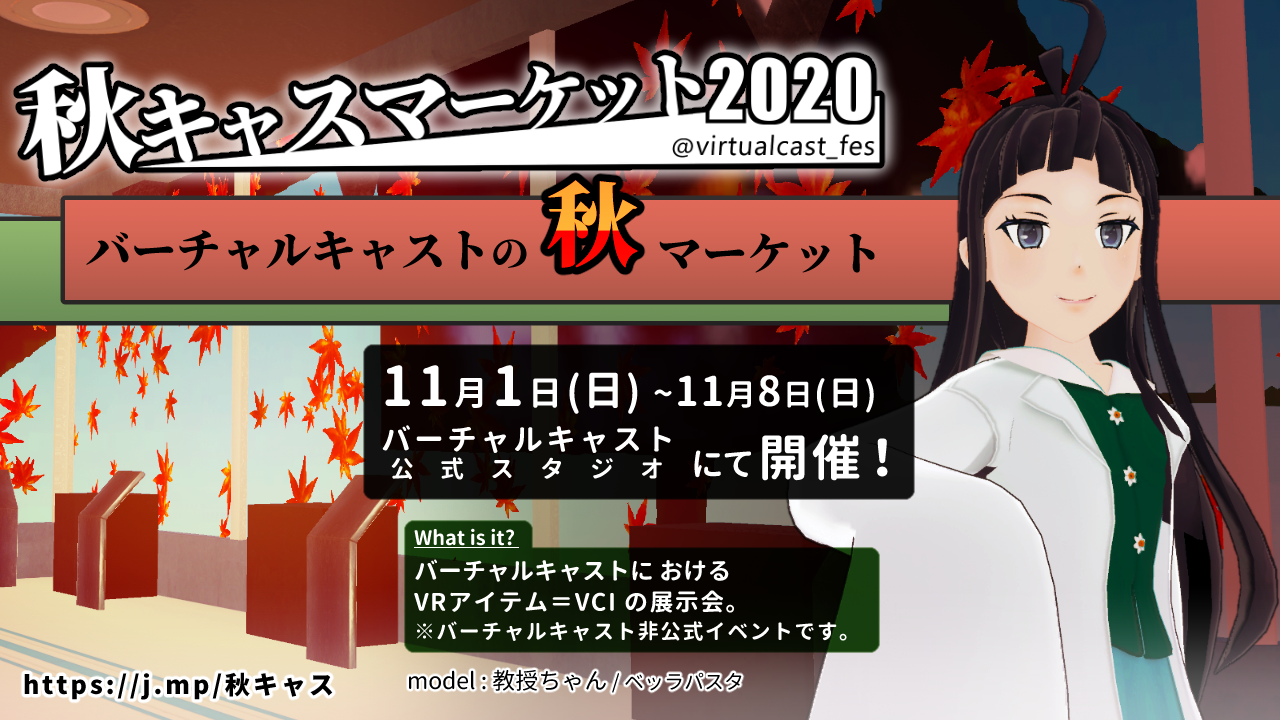 秋キャスマーケット2020
@virtualcast_fes
バーチャルキャストの秋マーケット
11月1日(日) ~11月8日(日)
バーチャルキャスト
公式スタジオ にて開催！
What is it?
バーチャルキャストに おける
VRアイテム＝VCI の展示会。
※バーチャルキャスト非公式イベントです。
https://j.mp/秋キャス
model : 教授ちゃん / ベッラパスタ